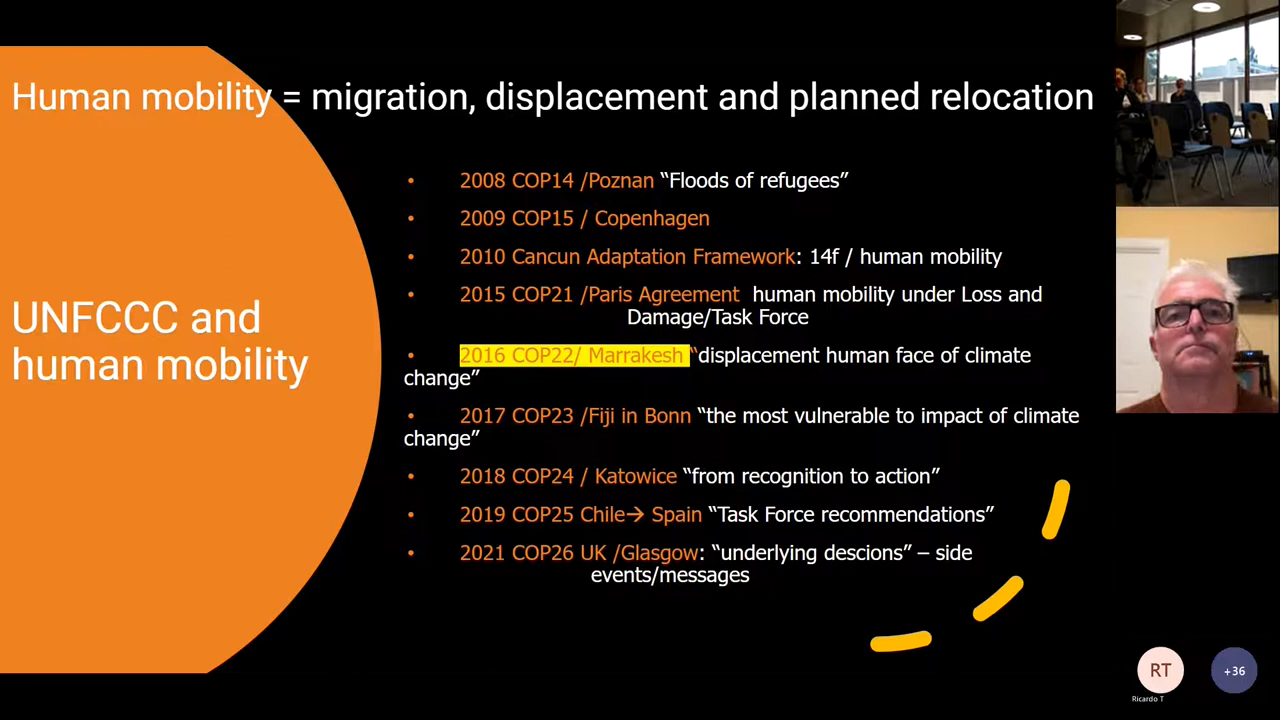 Human mobility = migration, displacement and planned relocation
UNFCCC and
human mobility
• 2008 COP14 /Poznan “Floods of refugees”
• 2009 COP15 / Copenhagen
• 2010 Cancun Adaptation Framework: 14f / human mobility
• 2015 COP21 /Paris Agreement human mobility under Loss and
Damage/Task Force
• 2016 COP22/ Marrakesh “displacement human face of climate
change”
• 2017 COP23 /Fiji in Bonn “the most vulnerable to impact of climate
change”
• 2018 COP24 / Katowice “from recognition to action”
• 2019 COP25 Chile→ Spain “Task Force recommendations”
• 2021 COP26 UK /Glasgow: “underlying descions” – side
events/messages
RT
+36
Ricardo T